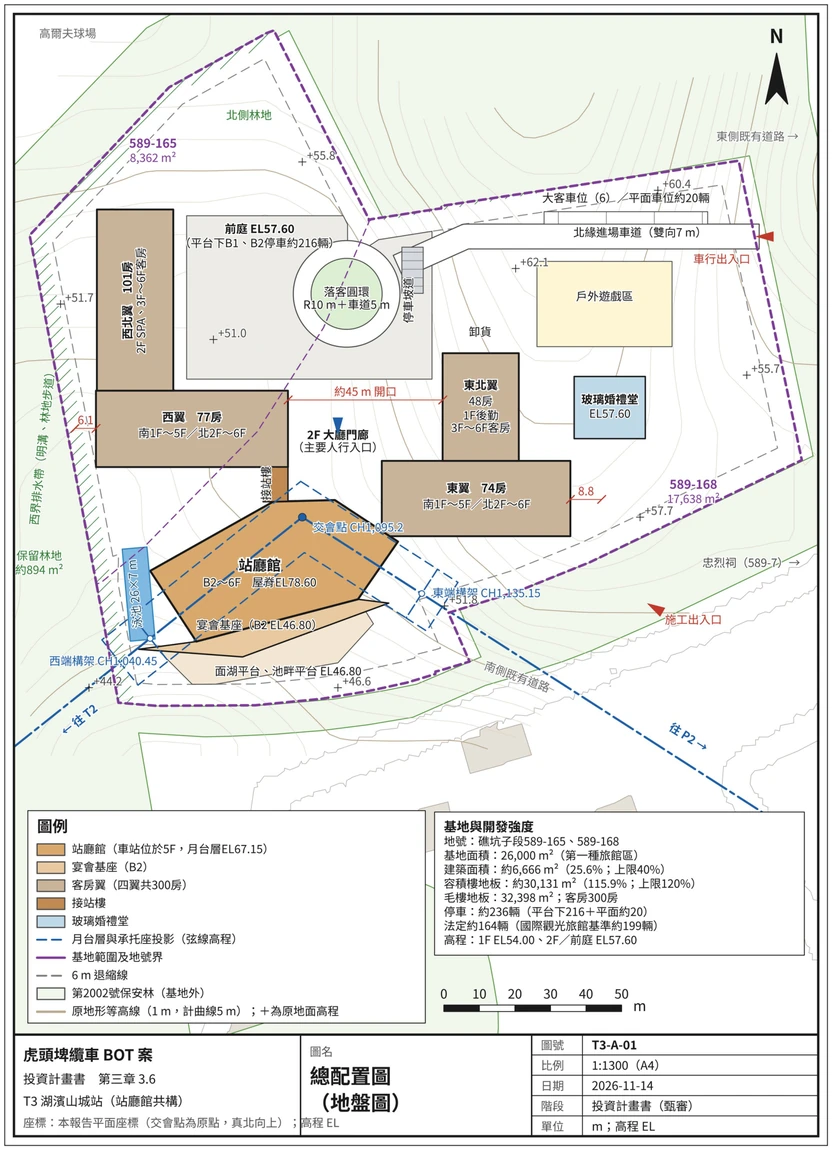 高爾夫球場
N
北側林地
東側既有道路 →
589-165
8,362 m²
+55.8
+60.4
大客車位（6）／平面車位約20輛
北緣進場車道（雙向7 m）
車行出入口
前庭 EL57.60
（平台下B1、B2停車約216輛）
+62.1
西北翼　101房
2F SPA、3F～6F客房
落客圓環
R10 m＋車道5 m
停車坡道
戶外遊戲區
+51.7
+51.0
卸貨
+55.7
約45 m 開口
東北翼
48房
1F後勤
3F～6F客房
玻璃婚禮堂
EL57.60
6.1
西翼　77房
南1F～5F／北2F～6F
2F 大廳門廊
（主要人行入口）
西界排水帶（明溝、林地步道）
接站樓
東翼　74房
南1F～5F／北2F～6F
8.8
589-168
17,638 m²
+57.7
交會點 CH1,095.2
保留林地
約894 m²
泳池 26×7 m
站廳館
B2～6F　屋脊EL78.60
忠烈祠（589-7）→
東端構架 CH1,135.15
+51.8
施工出入口
宴會基座（B2 EL46.80）
西端構架 CH1,040.45
面湖平台、池畔平台 EL46.80
+44.2
+46.6
南側既有道路
← 往 T2
往 P2 →
圖例
站廳館（車站位於5F，月台層EL67.15）
宴會基座（B2）
客房翼（四翼共300房）
接站樓
玻璃婚禮堂
月台層與承托座投影（弦線高程）
基地範圍及地號界
6 m 退縮線
第2002號保安林（基地外）
原地形等高線（1 m，計曲線5 m）；＋為原地面高程
基地與開發強度
地號：礁坑子段589-165、589-168
基地面積：26,000 m²（第一種旅館區）
建築面積：約6,666 m²（25.6%；上限40%）
容積樓地板：約30,131 m²（115.9%；上限120%）
毛樓地板：32,398 m²；客房300房
停車：約236輛（平台下216＋平面約20）
法定約164輛（國際觀光旅館基準約199輛）
高程：1F EL54.00、2F／前庭 EL57.60
0 10 20 30 40 50 m
虎頭埤纜車 BOT 案
投資計畫書　第三章 3.6
T3 湖濱山城站（站廳館共構）
座標：本報告平面座標（交會點為原點，真北向上）；高程 EL
圖名
總配置圖
（地盤圖）
圖號 T3-A-01
比例 1:1300（A4）
日期 2026-11-14
階段 投資計畫書（甄審）
單位 m；高程 EL